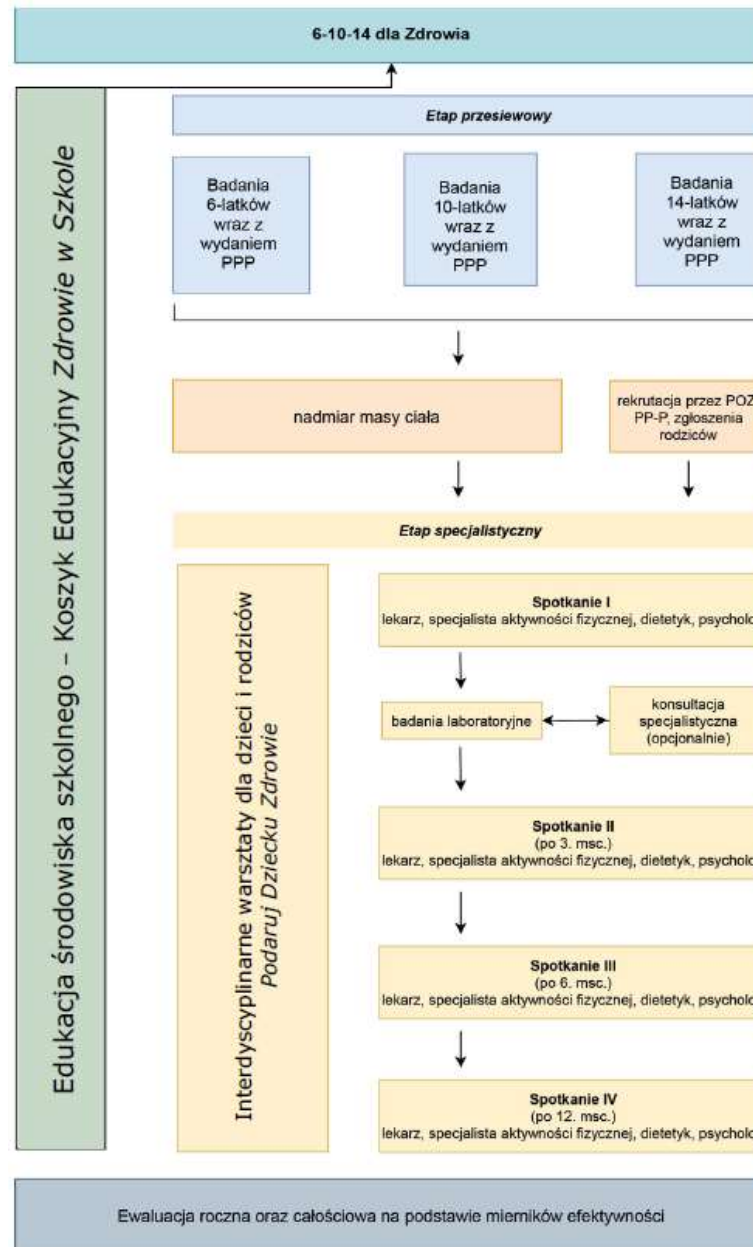 6-10-14 dla Zdrowia
Edukacja środowiska szkolnego – Koszyk Edukacyjny Zdrowie w Szkole
Etap przesiewowy
Badania
6-latków
wraz z
wydaniem
PPP
Badania
10-latków
wraz z
wydaniem
PPP
Badania
14-latków
wraz z
wydaniem
PPP
nadmiar masy ciała
rekrutacja przez POZ
PP-P, zgłoszenia
rodziców
Etap specjalistyczny
Interdyscyplinarne warsztaty dla dzieci i rodziców
Podaruj Dziecku Zdrowie
Spotkanie I
lekarz, specjalista aktywności fizycznej, dietetyk, psycholo
badania laboratoryjne
konsultacja
specjalistyczna
(opcjonalnie)
Spotkanie II
(po 3. msc.)
lekarz, specjalista aktywności fizycznej, dietetyk, psycholo
Spotkanie III
(po 6. msc.)
lekarz, specjalista aktywności fizycznej, dietetyk, psycholo
Spotkanie IV
(po 12. msc.)
lekarz, specjalista aktywności fizycznej, dietetyk, psycholo
Ewaluacja roczna oraz całościowa na podstawie mierników efektywności